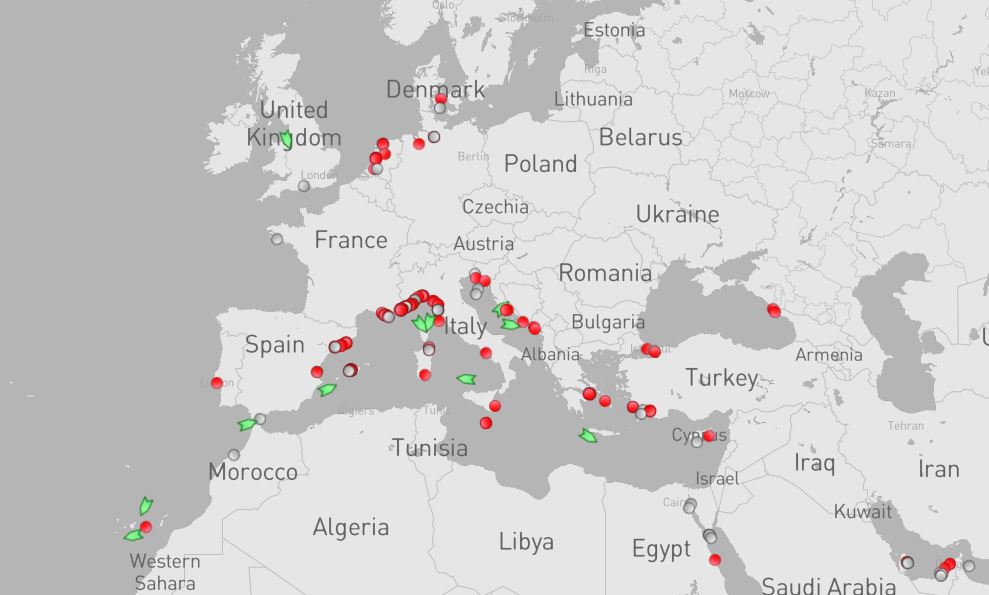 Oslo
Stockholm
Estonia
Riga
Denmark
Lithuania
Moscow
Kazan
United
Kingdom
Belarus
Samara
Berlin
Poland
London
Czechia
Ukraine
France
Austria
Romania
Italy
Bulgaria
Spain
Albania
Armenia
Turkey
Lisbon
Algiers
Tunis
Tehran
Cyprus
Tunisia
Iraq
Iran
Morocco
Israel
Cairo
Kuwait
Algeria
Libya
Egypt
Western
Sahara
Saudi Arabia